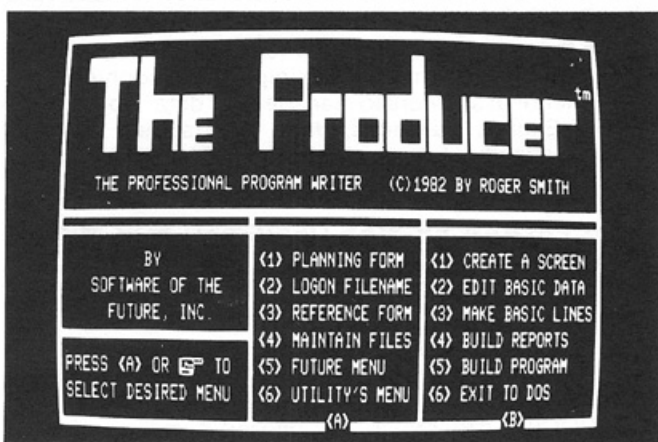 The Producer tm
THE PROFESSIONAL PROGRAM WRITER (C)1982 BY ROGER SMITH
BY
SOFTWARE OF THE
FUTURE, INC.
PRESS <A> OR TO
SELECT DESIRED MENU
<1> PLANNING FORM
<2> LOGON FILENAME
<3> REFERENCE FORM
<4> MAINTAIN FILES
<5> FUTURE MENU
<6> UTILITY'S MENU
<A>
<1> CREATE A SCREEN
<2> EDIT BASIC DATA
<3> MAKE BASIC LINES
<4> BUILD REPORTS
<5> BUILD PROGRAM
<6> EXIT TO DOS
<B>